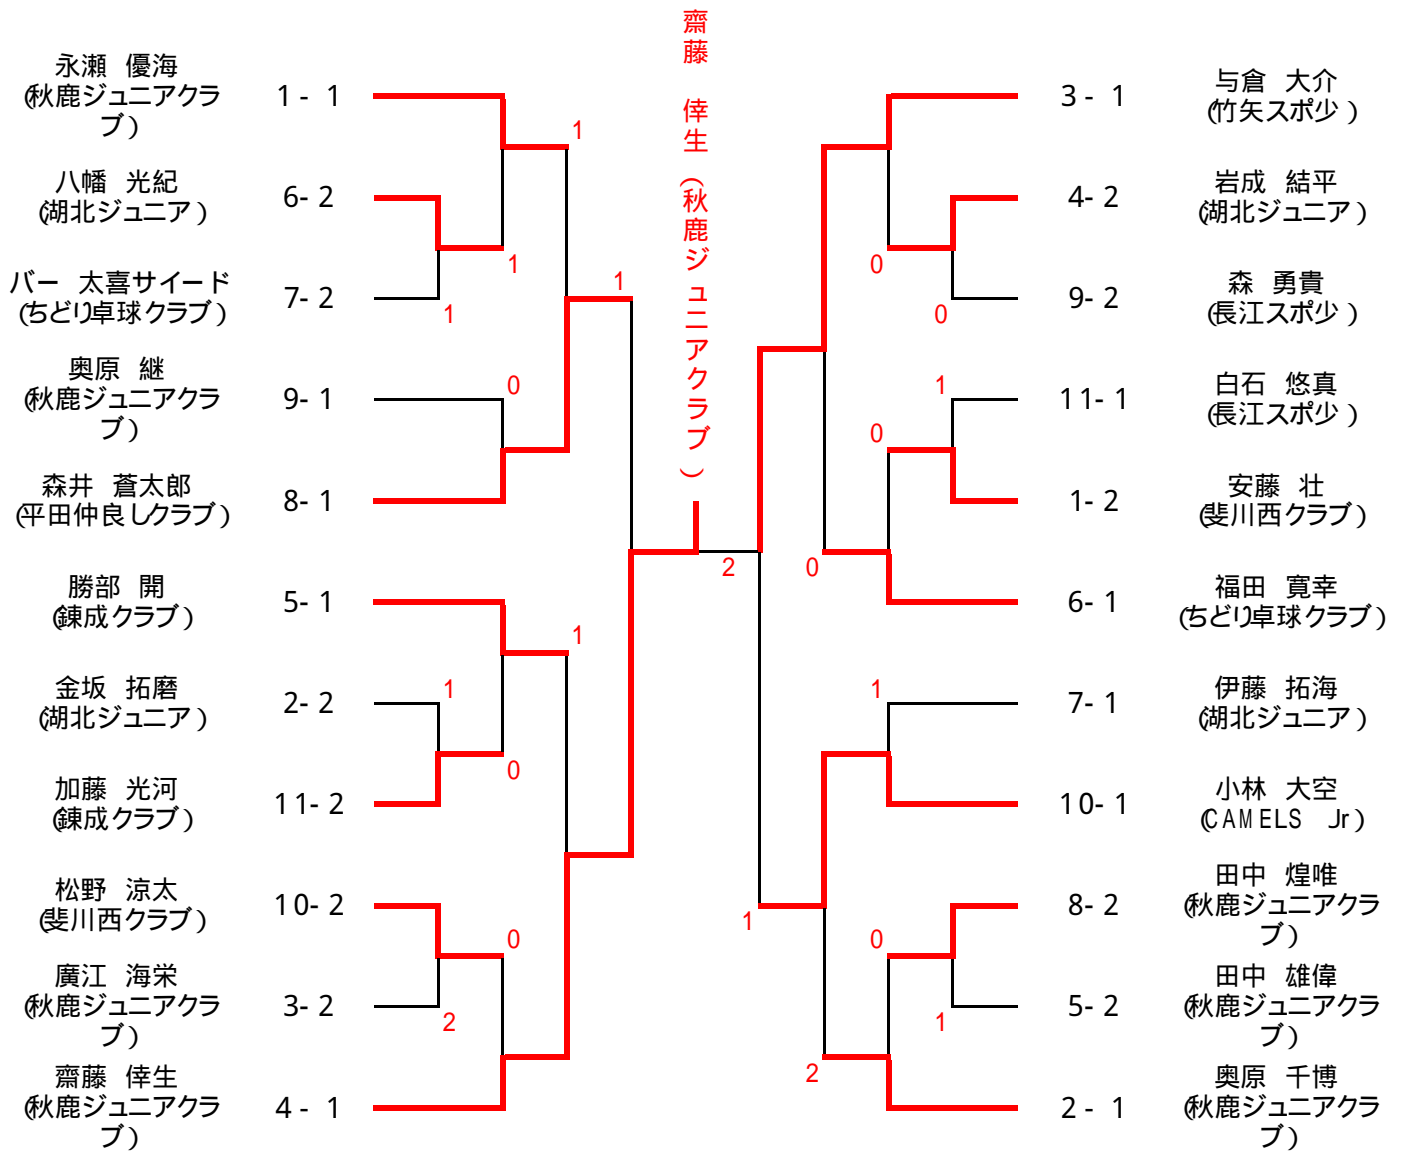 齋藤 倖生（秋鹿ジュニアクラブ）
永瀬 優海
(秋鹿ジュニアクラ
ブ)
1-1
1
八幡 光紀
(湖北ジュニア)
6-2
1
バー 太喜サイード
(ちどり卓球クラブ)
7-2
1
1
奥原 継
(秋鹿ジュニアクラ
ブ)
9-1
0
森井 蒼太郎
(平田仲良しクラブ)
8-1
勝部 開
(錬成クラブ)
5-1
1
金坂 拓磨
(湖北ジュニア)
2-2
1
0
加藤 光河
(錬成クラブ)
11-2
松野 涼太
(斐川西クラブ)
10-2
0
廣江 海栄
(秋鹿ジュニアクラ
ブ)
3-2
2
齋藤 倖生
(秋鹿ジュニアクラ
ブ)
4-1
2
3-1
与倉 大介
(竹矢スポ少)
4-2
岩成 結平
(湖北ジュニア)
0
9-2
森 勇貴
(長江スポ少)
0
1
11-1
白石 悠真
(長江スポ少)
0
1-2
安藤 壮
(斐川西クラブ)
0
6-1
福田 寛幸
(ちどり卓球クラブ)
1
7-1
伊藤 拓海
(湖北ジュニア)
10-1
小林 大空
(CAMELS Jr)
1
0
8-2
田中 煌唯
(秋鹿ジュニアクラ
ブ)
1
5-2
田中 雄偉
(秋鹿ジュニアクラ
ブ)
2
2-1
奥原 千博
(秋鹿ジュニアクラ
ブ)